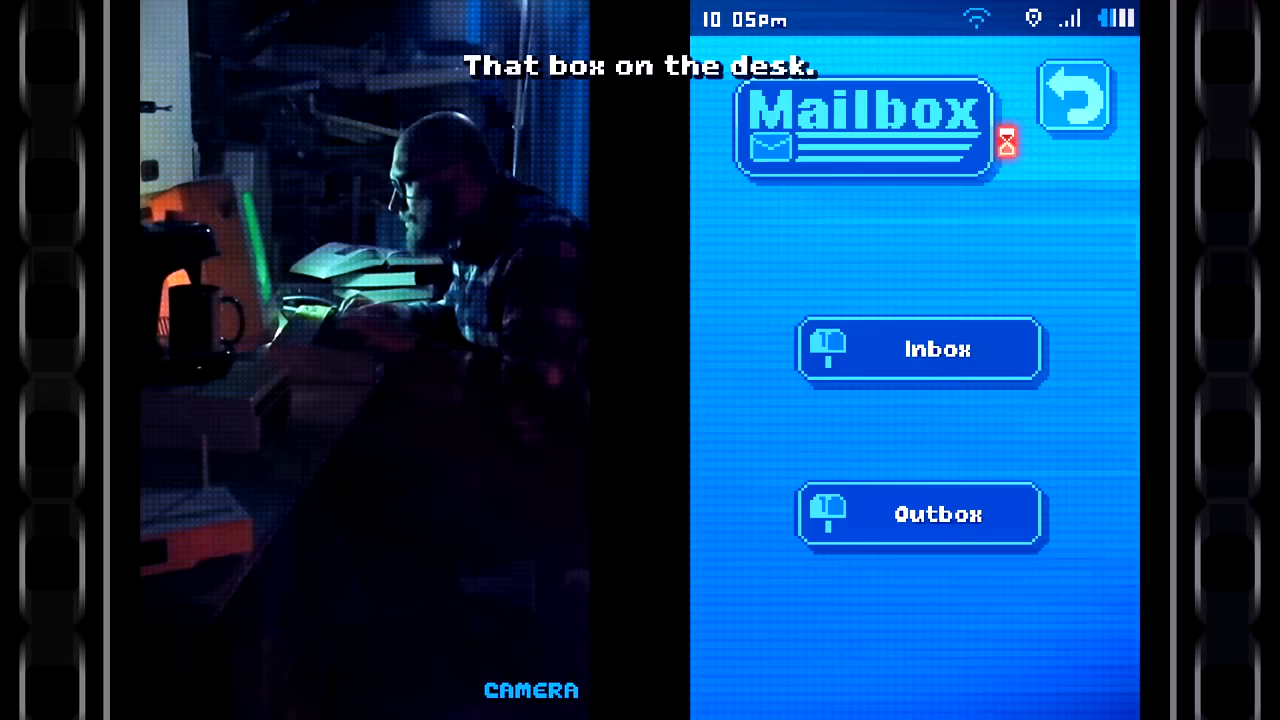 10 05pm
That box on the desk.
Mailbox
Inbox
Outbox
CAMERA